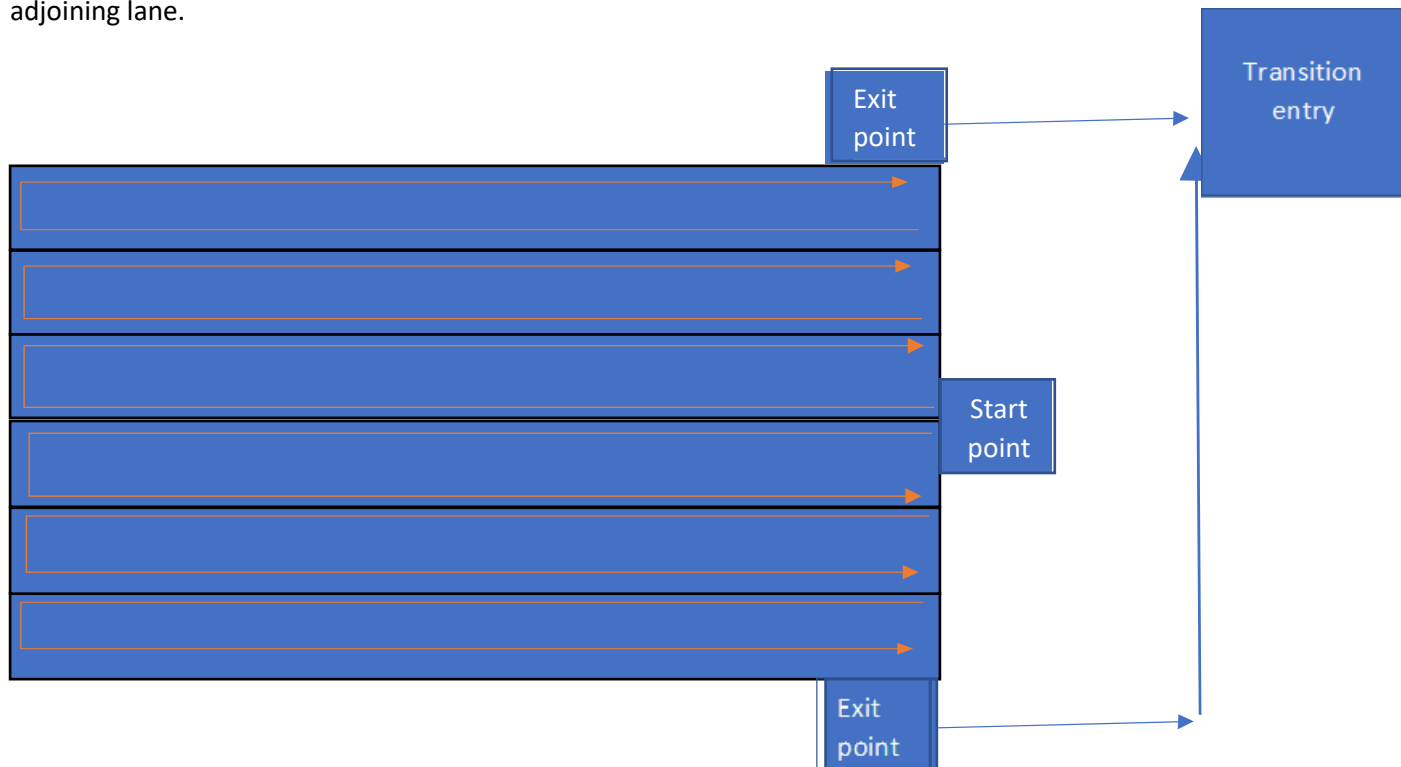 adjoining lane.
Transition
entry
Exit
point
Start
point
Exit
point